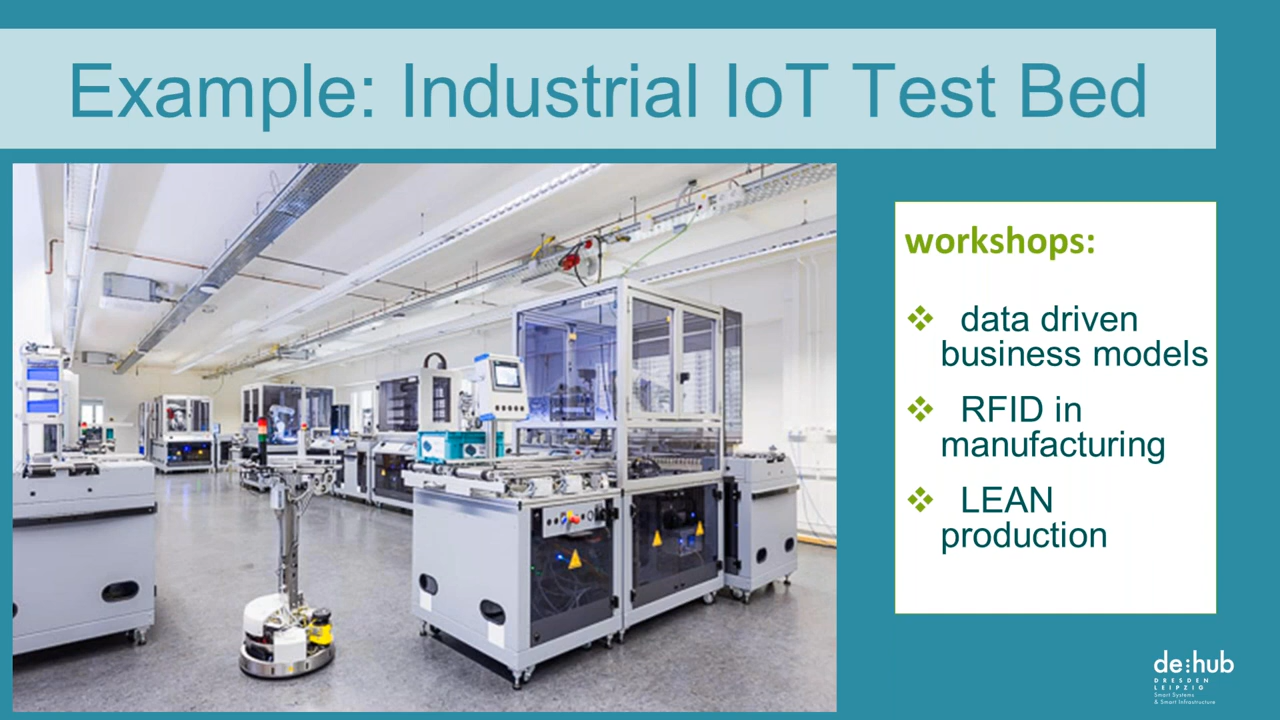 Example: Industrial IoT Test Bed
workshops:
data driven
business models
RFID in
manufacturing
LEAN
production
de:hub
DRESDEN
LEIPZIG
Smart Systems
& Smart Infrastructure